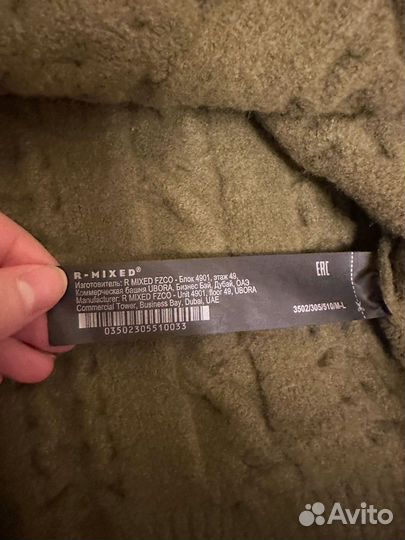 R-MIXED®
Изготовитель: R MIXED FZCO - Блок 4901, этаж 49,
Коммерческая башня UBORA, Бизнес Бай, Дубай, ОАЭ
Manufacturer: R MIXED FZCO - Unit 4901, floor 49, UBORA
Commercial Tower, Business Bay, Dubai, UAE
03502305510033
EAC
3502/305/510/M-L
Avito